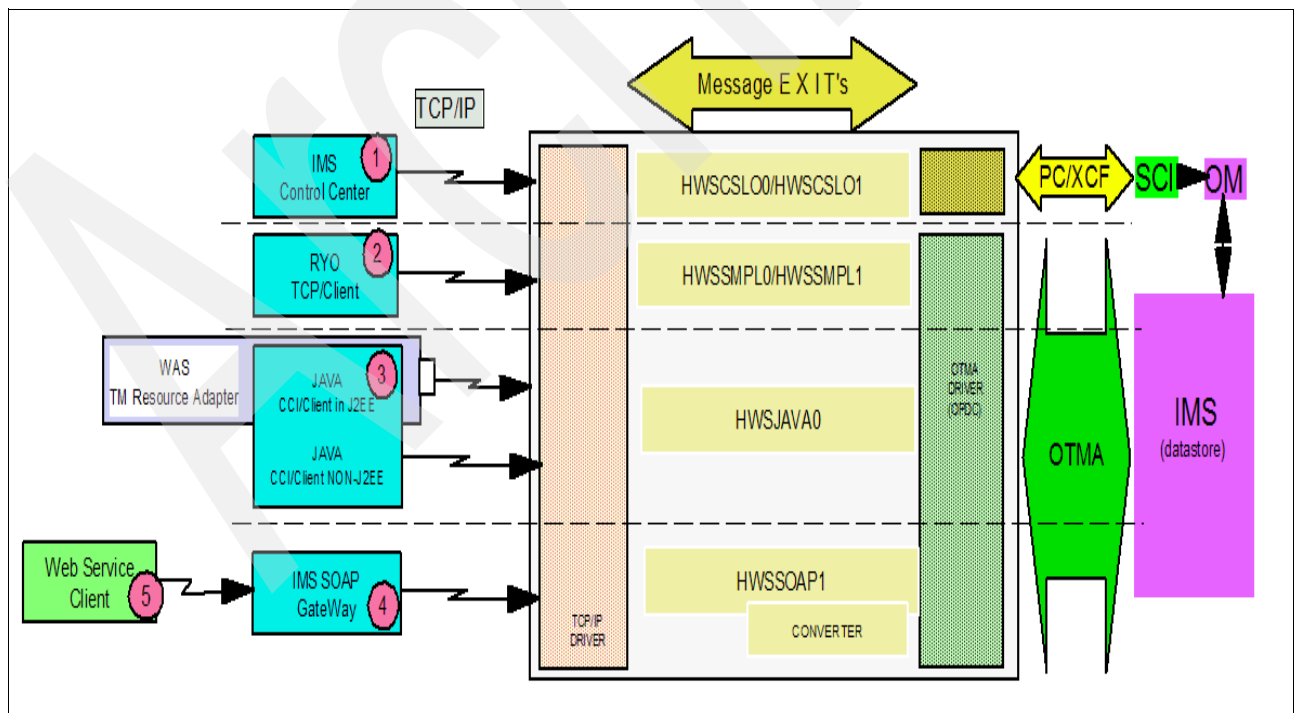 Message E X I T's
TCP/IP
IMS
Control Center
1
HWSCSLO0/HWSCSLO1
PC/XCF
SCI
OM
RYO
TCP/Client
2
HWSSMPL0/HWSSMPL1
WAS
TM Resource Adapter
JAVA
CCI/Client in J2EE
3
JAVA
CCI/Client NON-J2EE
HWSJAVA0
OTMA
DRIVER
(OPDC)
OTMA
IMS
(datastore)
Web Service
Client
5
IMS SOAP
GateWay
4
HWSSOAP1
CONVERTER
TCP/IP
DRIVER